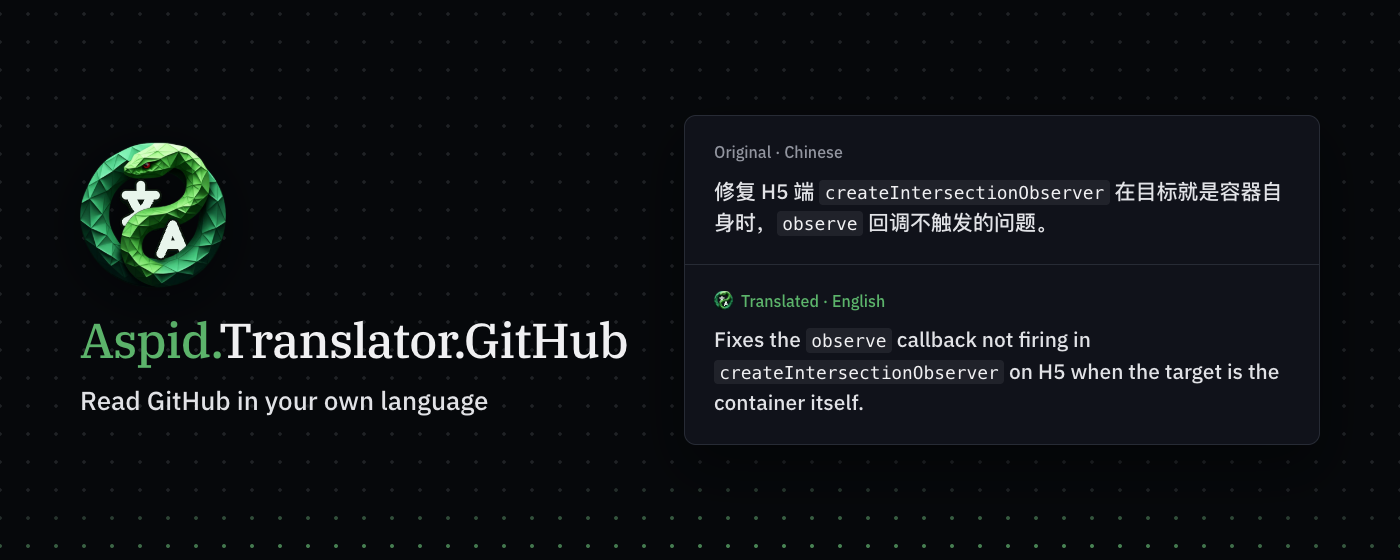 文A
Aspid.Translator.GitHub
Read GitHub in your own language
Original · Chinese
修复 H5 端 createIntersectionObserver 在目标就是容器自
身时，observe 回调不触发的问题。
Translated · English
Fixes the observe callback not firing in
createIntersectionObserver on H5 when the target is the
container itself.